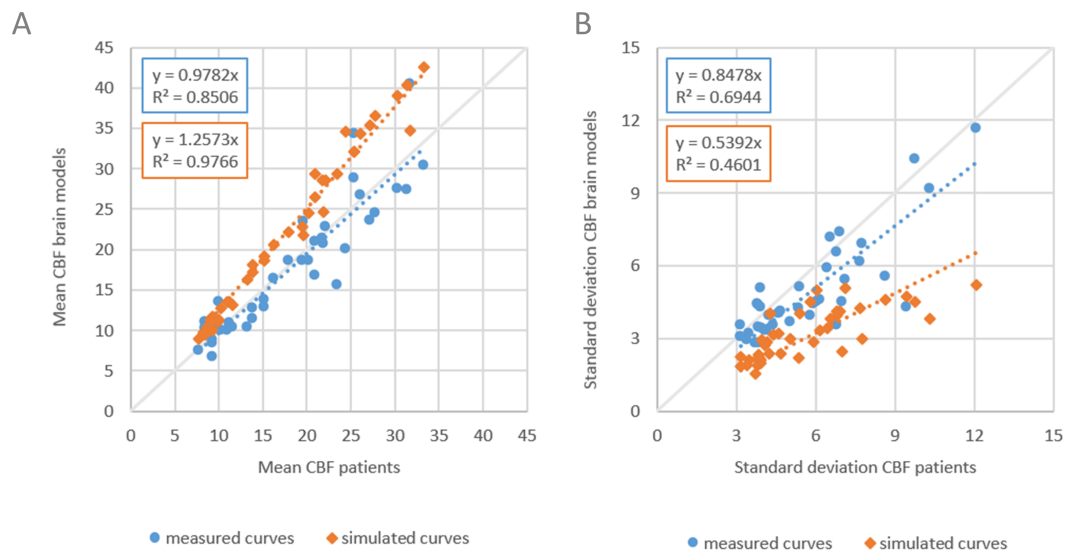 A
B
45
40
35
30
25
20
15
10
5
0
0 5 10 15 20 25 30 35 40 45
Mean CBF brain models
Mean CBF patients
y = 0.9782x
R² = 0.8506
y = 1.2573x
R² = 0.9766
measured curves simulated curves
15
12
9
6
3
0
0 3 6 9 12 15
Standard deviation CBF brain models
Standard deviation CBF patients
y = 0.8478x
R² = 0.6944
y = 0.5392x
R² = 0.4601
measured curves simulated curves